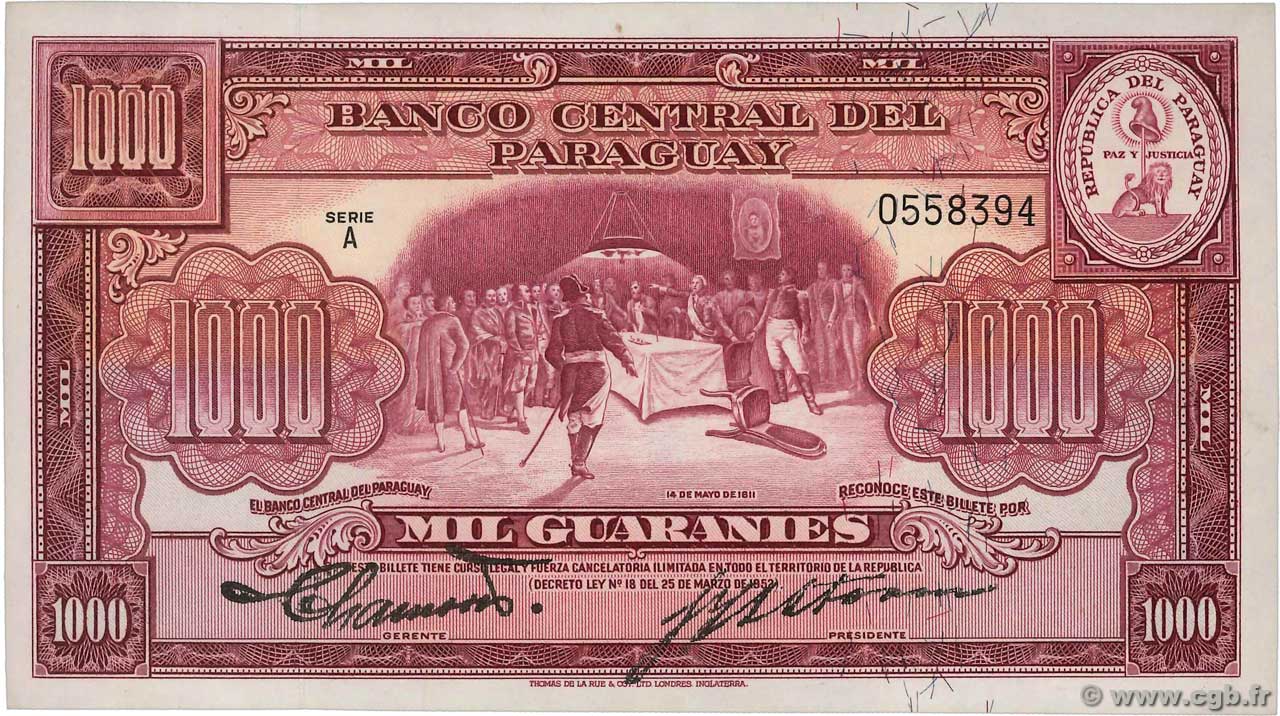 MIL MIL
1000
BANCO CENTRAL DEL
PARAGUAY
REPUBLICA DEL PARAGUAY
PAZ Y JUSTICIA
SERIE
A
0558394
1000
1000
MIL
MIL
EL BANCO CENTRAL DEL PARAGUAY
14 DE MAYO DE 1811
RECONOCE ESTE BILLETE POR
MIL GUARANIES
ESTE BILLETE TIENE CURSO LEGAL Y FUERZA CANCELATORIA ILIMITADA EN TODO EL TERRITORIO DE LA REPUBLICA
(DECRETO LEY Nº 18 DEL 25 DE MARZO DE 1952)
1000
GERENTE
PRESIDENTE
1000
THOMAS DE LA RUE & CO., LTD. LONDRES, INGLATERRA.
© www.cgb.fr